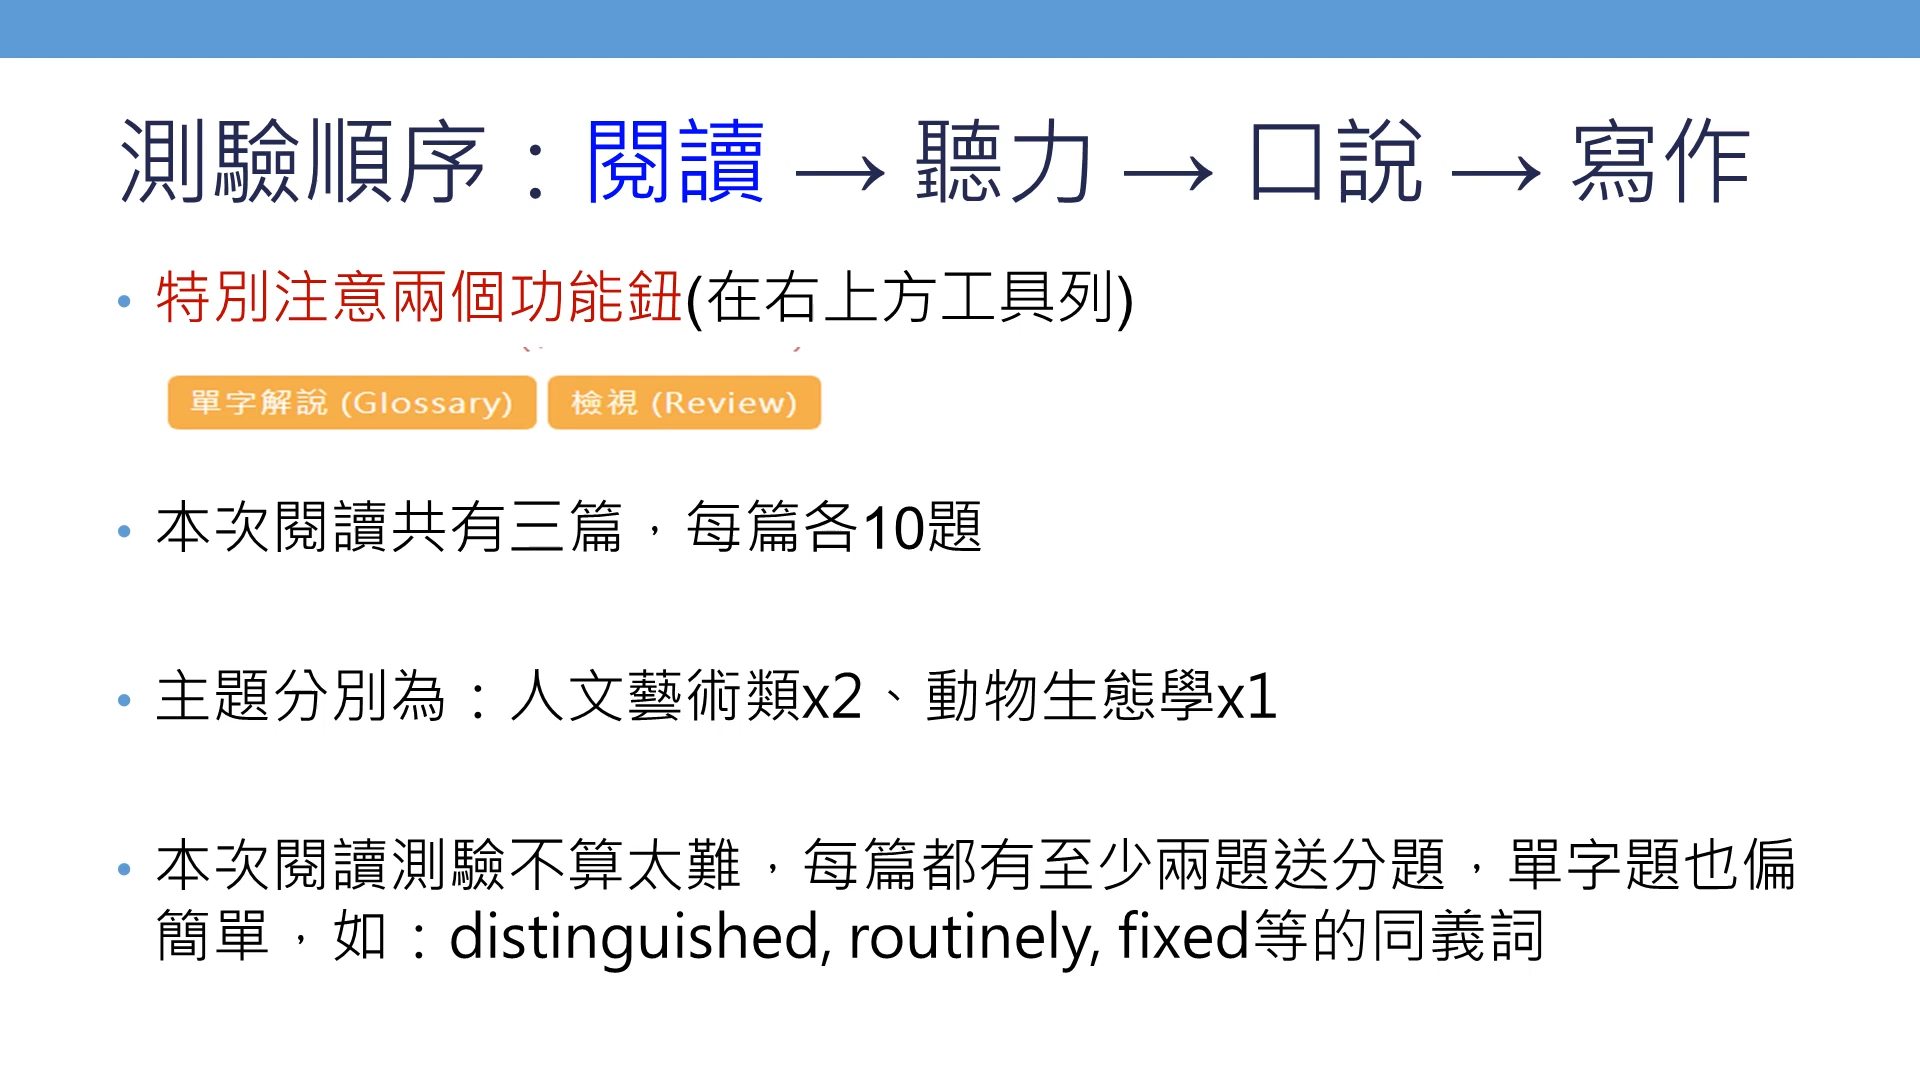 測驗順序：閱讀 → 聽力 → 口說 → 寫作
• 特別注意兩個功能鈕(在右上方工具列)
單字解說 (Glossary) 檢視 (Review)
• 本次閱讀共有三篇，每篇各10題
• 主題分別為：人文藝術類x2、動物生態學x1
• 本次閱讀測驗不算太難，每篇都有至少兩題送分題，單字題也偏
簡單，如：distinguished, routinely, fixed等的同義詞